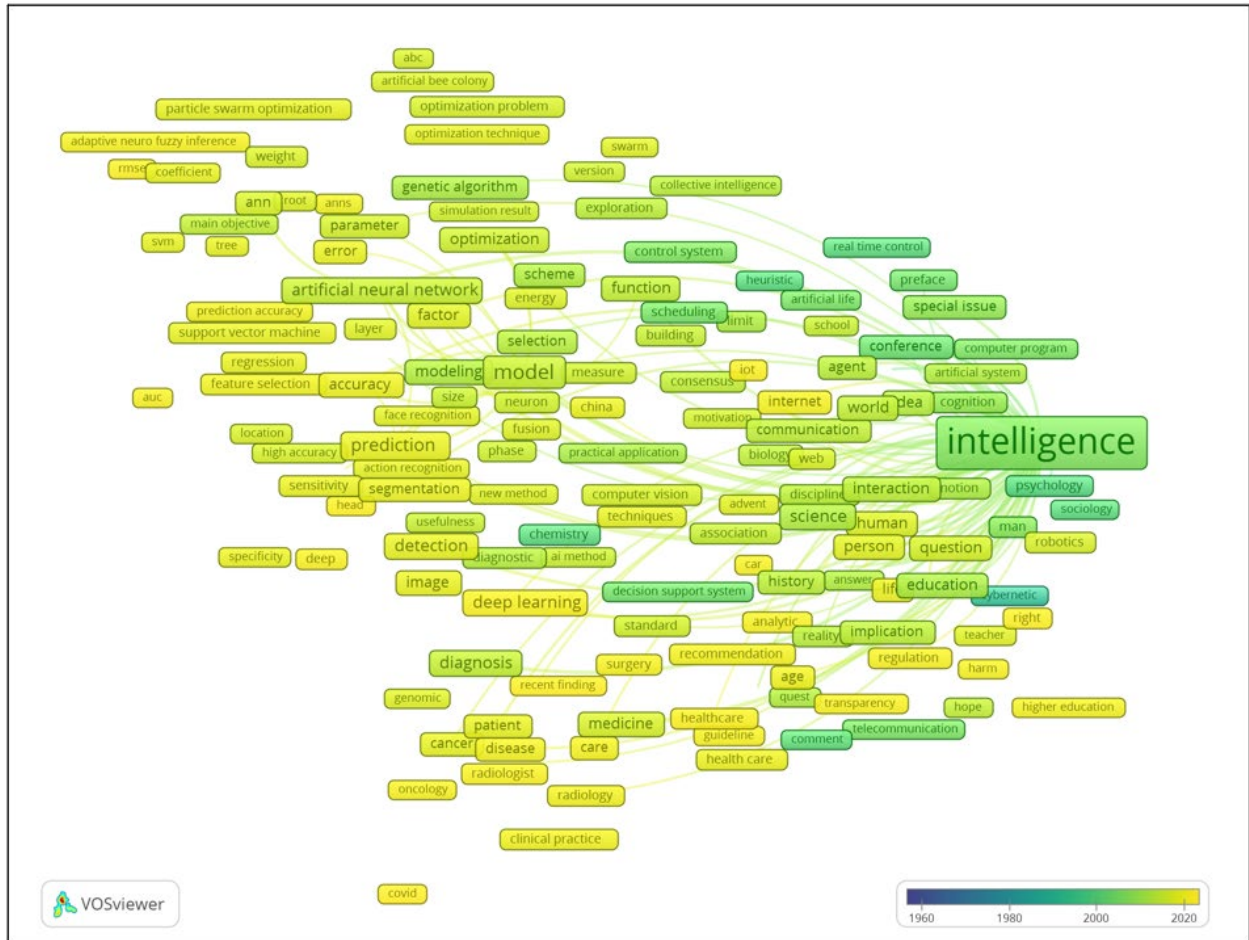 abc
artificial bee colony
particle swarm optimization
optimization problem
optimization technique
adaptive neuro fuzzy inference
weight
swarm
rmse
coefficient
version
genetic algorithm
collective intelligence
ann
root
anns
simulation result
exploration
main objective
parameter
svm
tree
error
optimization
control system
real time control
scheme
heuristic
preface
artificial neural network
energy
function
artificial life
special issue
prediction accuracy
factor
scheduling
limit
support vector machine
layer
building
school
selection
conference
computer program
regression
modeling
model
measure
iot
agent
artificial system
feature selection
accuracy
consensus
auc
size
neuron
china
internet
world
idea
cognition
face recognition
motivation
location
fusion
communication
intelligence
high accuracy
prediction
phase
practical application
biology
web
action recognition
sensitivity
segmentation
new method
computer vision
discipline
interaction
motion
psychology
head
techniques
advent
science
sociology
usefulness
chemistry
association
human
man
detection
diagnostic
ai method
person
question
robotics
specificity
deep
car
image
history
answer
life
education
deep learning
decision support system
cybernetic
standard
analytic
reality
implication
teacher
right
diagnosis
surgery
recommendation
regulation
harm
recent finding
age
genomic
quest
transparency
hope
higher education
patient
medicine
healthcare
telecommunication
cancer
disease
care
guideline
comment
radiologist
health care
oncology
radiology
clinical practice
covid
VOSviewer
1960 1980 2000 2020